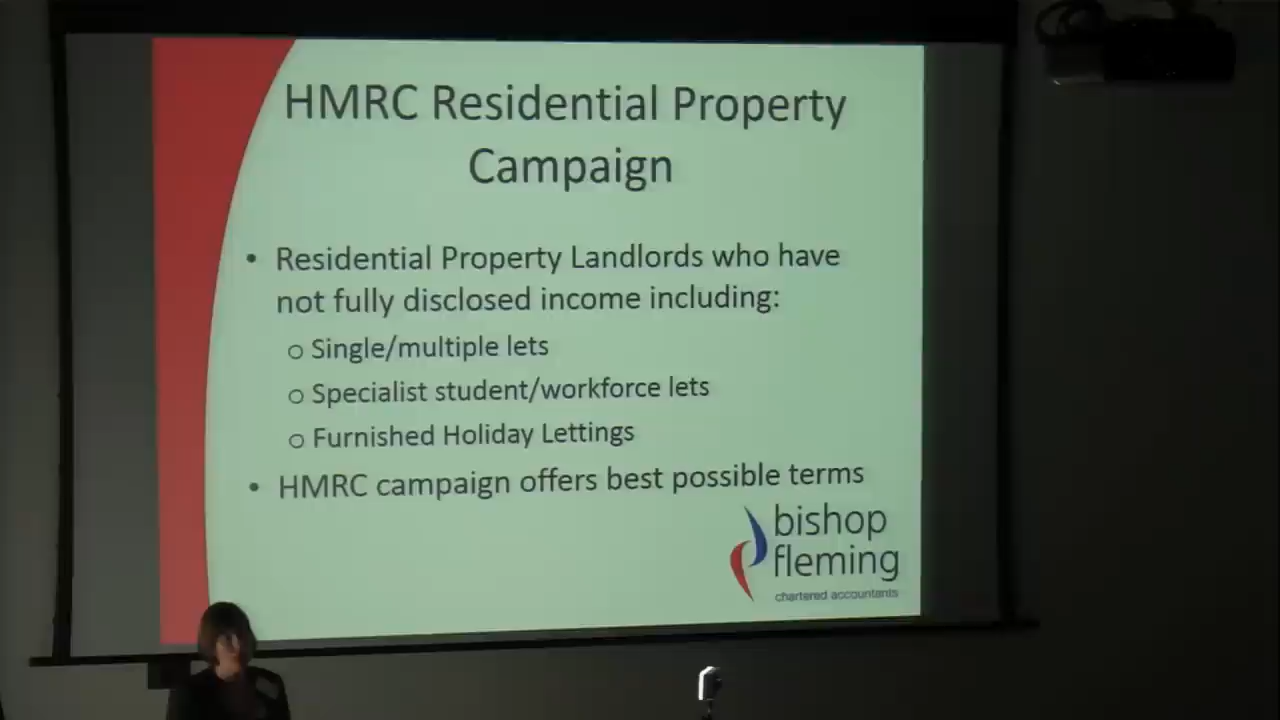 HMRC Residential Property
Campaign
• Residential Property Landlords who have
not fully disclosed income including:
o Single/multiple lets
o Specialist student/workforce lets
o Furnished Holiday Lettings
• HMRC campaign offers best possible terms
bishop
fleming
chartered accountants